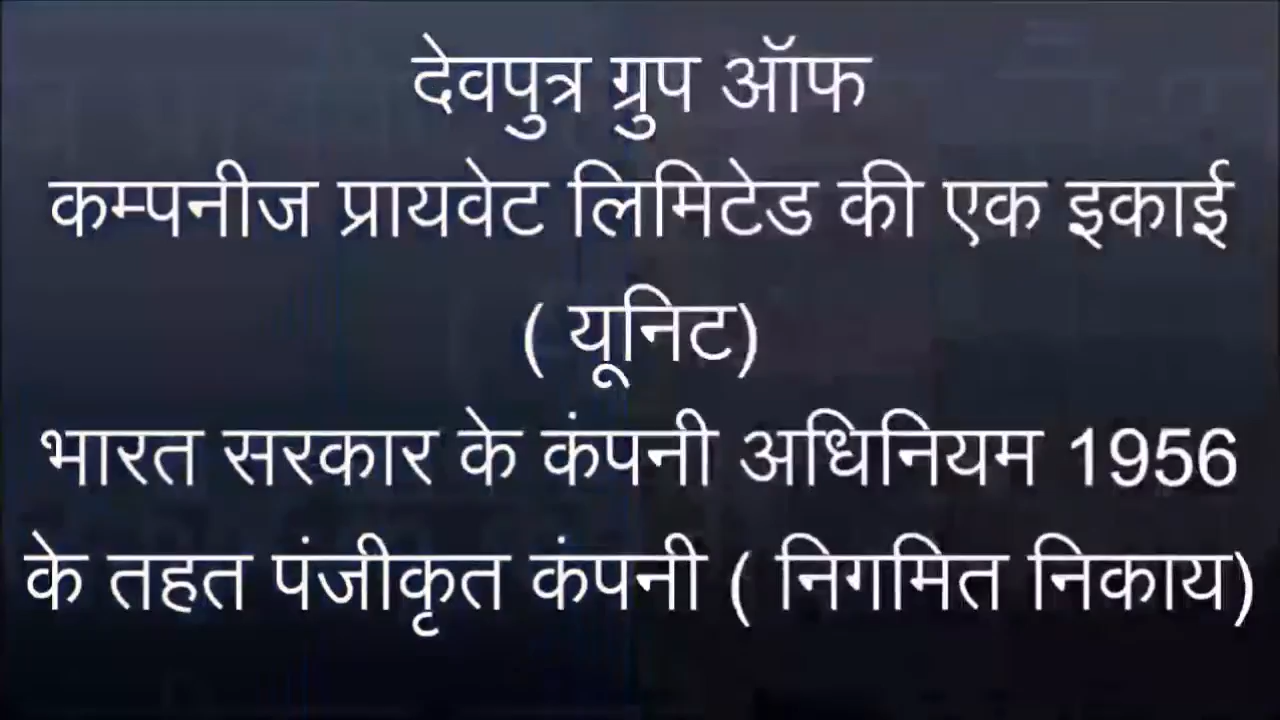 देवपुत्र ग्रुप ऑफ
कम्पनीज प्रायवेट लिमिटेड की एक इकाई
( यूनिट)
भारत सरकार के कंपनी अधिनियम 1956
के तहत पंजीकृत कंपनी ( निगमित निकाय)